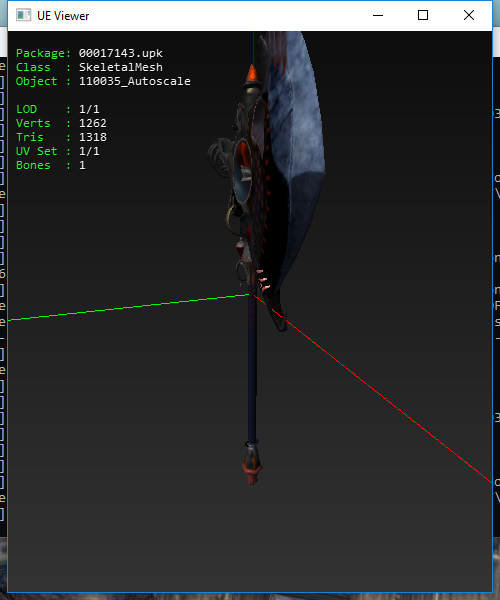 UE Viewer
Package: 00017143.upk
Class  : SkeletalMesh
Object : 110035_Autoscale
LOD    : 1/1
Verts  : 1262
Tris   : 1318
UV Set : 1/1
Bones  : 1